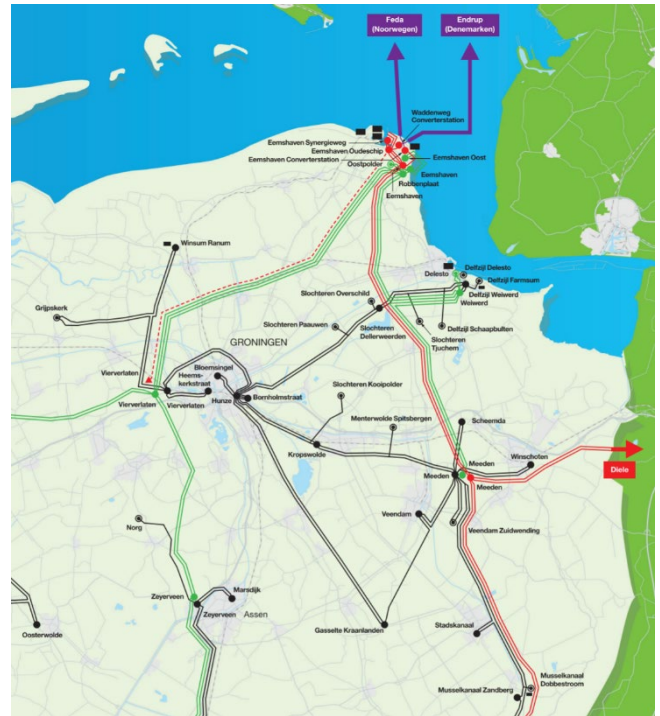 Feda
(Noorwegen)
Endrup
(Denemarken)
Waddenweg
Converterstation
Eemshaven Synergieweg
Eemshaven Oudeschip
Eemshaven Converterstation
Oostpolder
Eemshaven Oost
Eemshaven
Robbenplaat
Eemshaven
Winsum Ranum
Delfzijl Delesto
Delesto
Delfzijl Farmsum
Delfzijl Weiwerd
Weiwerd
Slochteren Overschild
Grijpskerk
Slochteren Paauwen
Slochteren
Dellerweerden
Delfzijl Schaapbulten
Slochteren
Tjuchem
GRONINGEN
Bloemsingel
Vierverlaten
Heems-
kerkstraat
Slochteren Kooipolder
Vierverlaten
Vierverlaten
Hunze
Bornholmstraat
Menterwolde Spitsbergen
Scheemda
Kropswolde
Winschoten
Meeden
Meeden
Meeden
Diele
Veendam
Norg
Veendam Zuidwending
Marsdijk
Zeyerveen
Zeyerveen
Assen
Gasselte Kraanlanden
Stadskanaal
Oosterwolde
Musselkanaal
Dobbestroom
Musselkanaal Zandberg